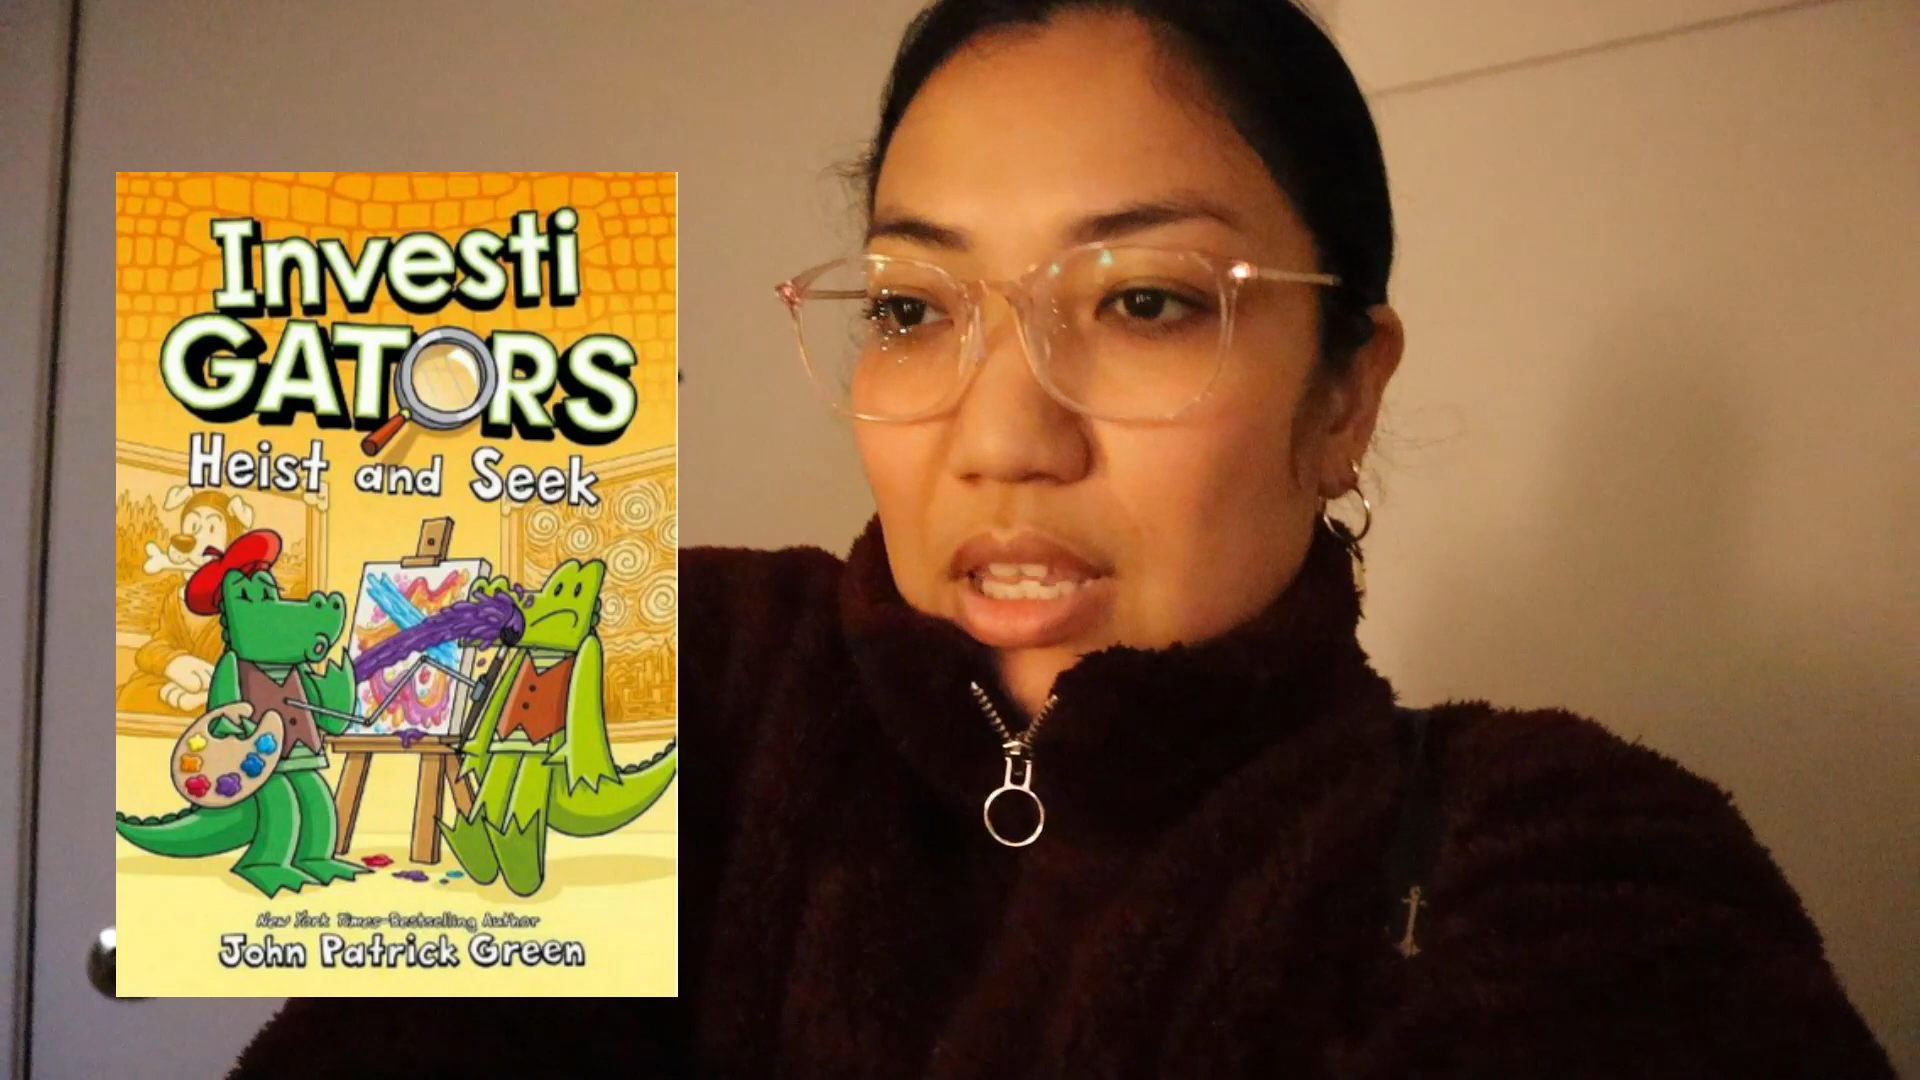 Investi
GATORS
Heist and Seek
New York Times-Bestselling Author
John Patrick Green